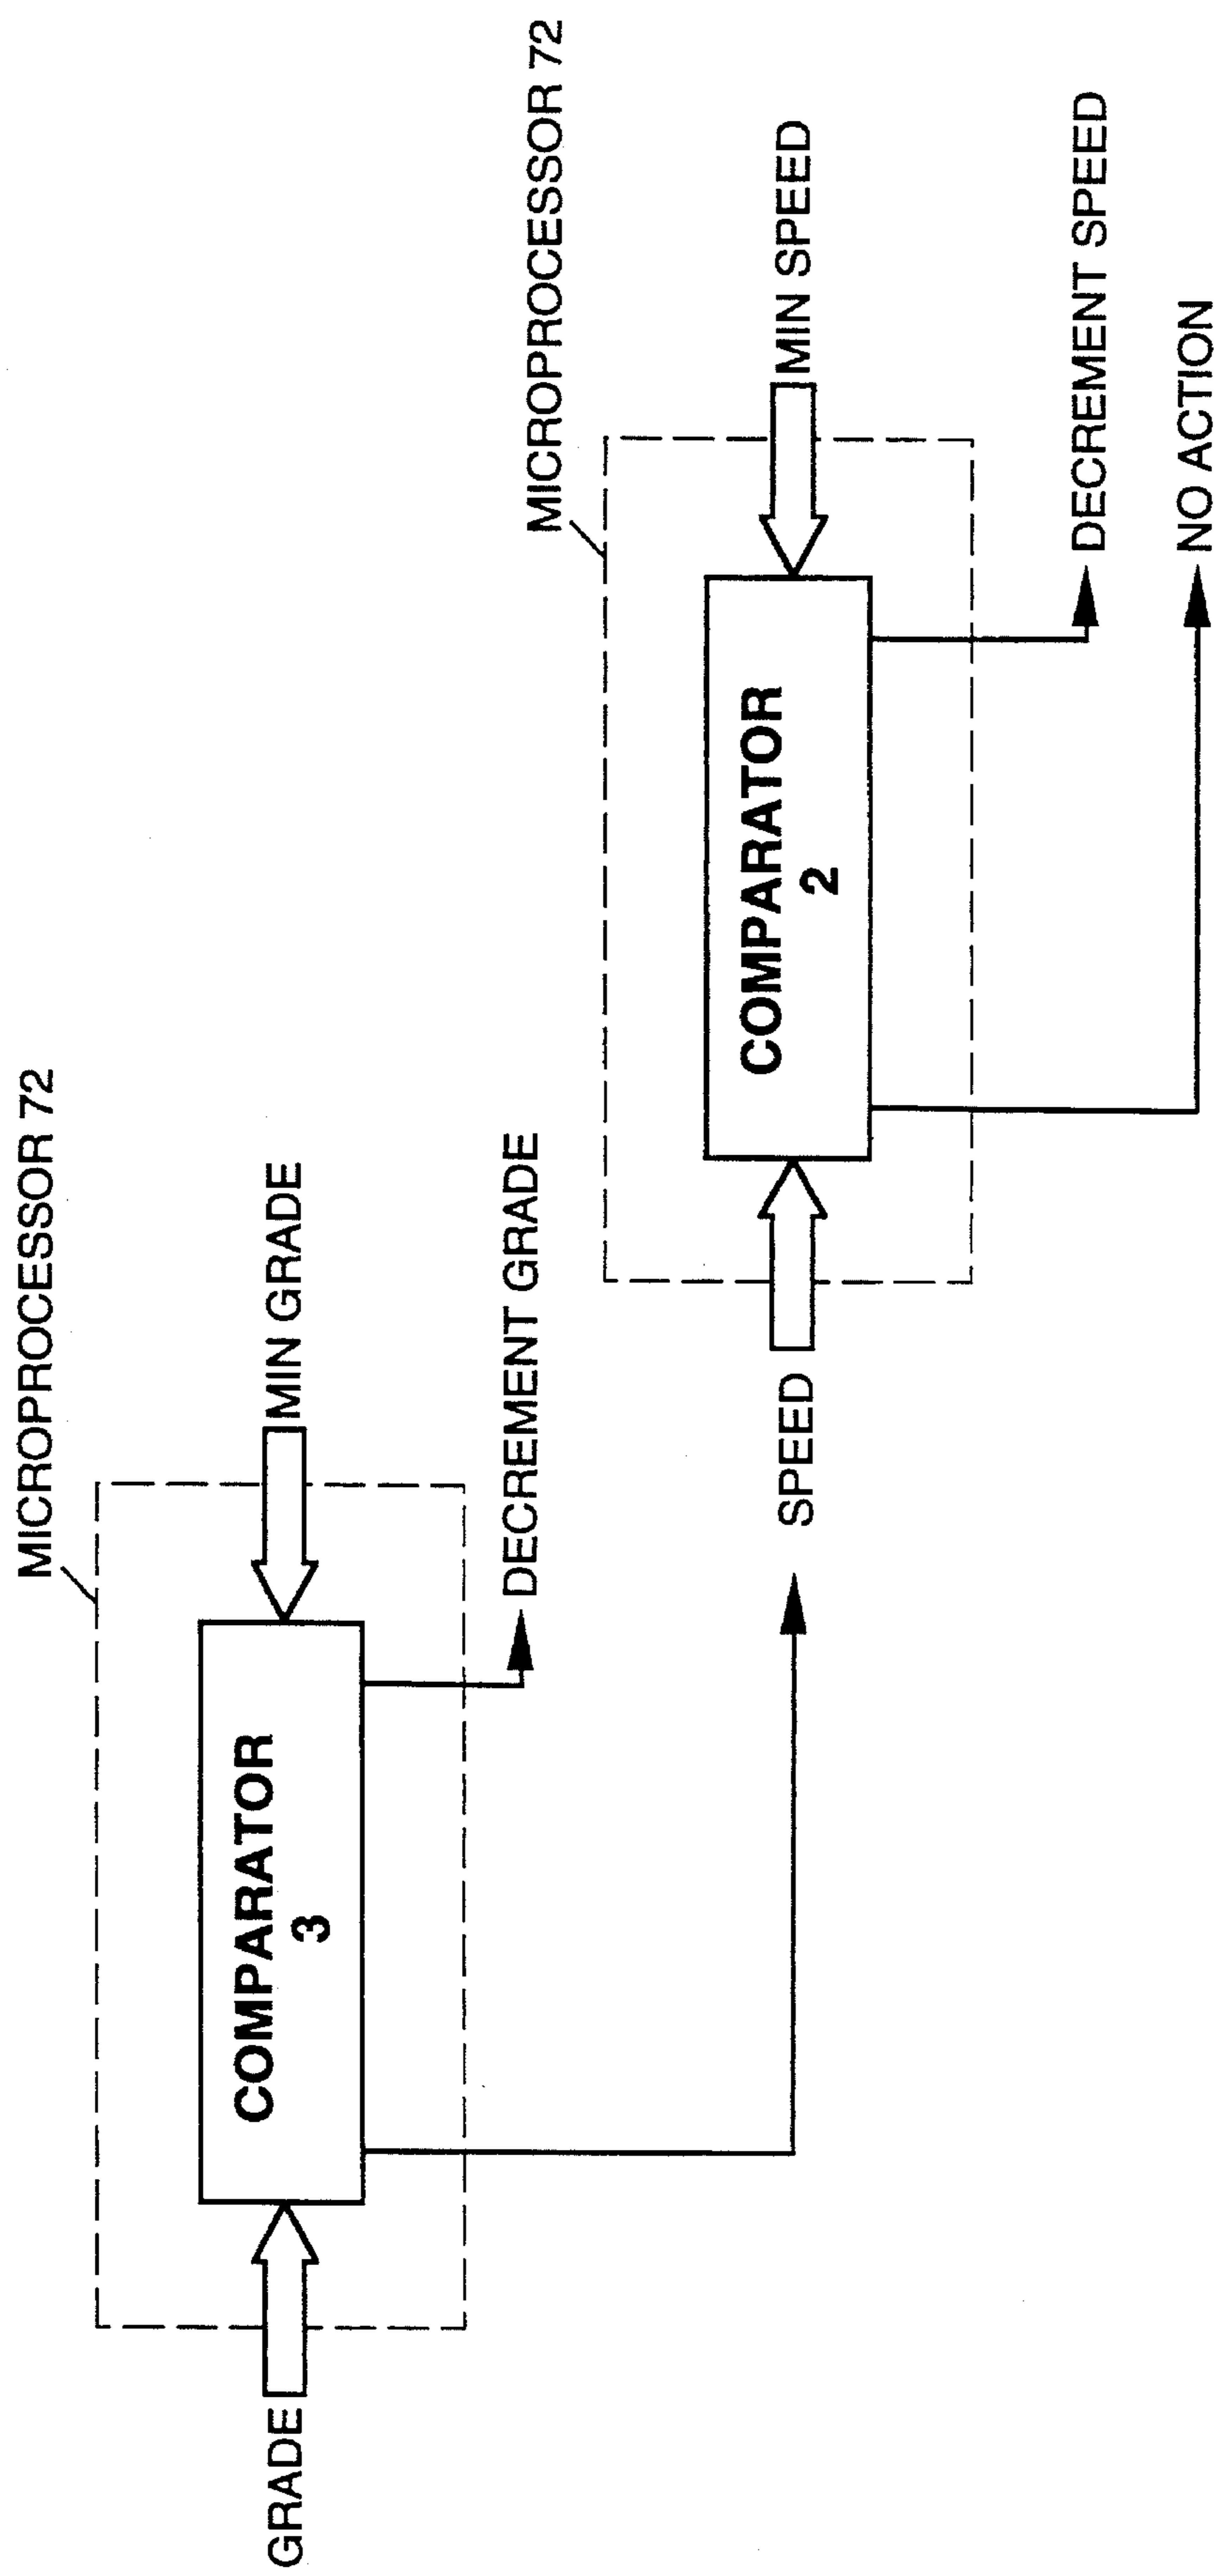 MICROPROCESSOR 72
GRADE
COMPARATOR
3
MIN GRADE
DECREMENT GRADE
MICROPROCESSOR 72
SPEED
COMPARATOR
2
MIN SPEED
DECREMENT SPEED
NO ACTION